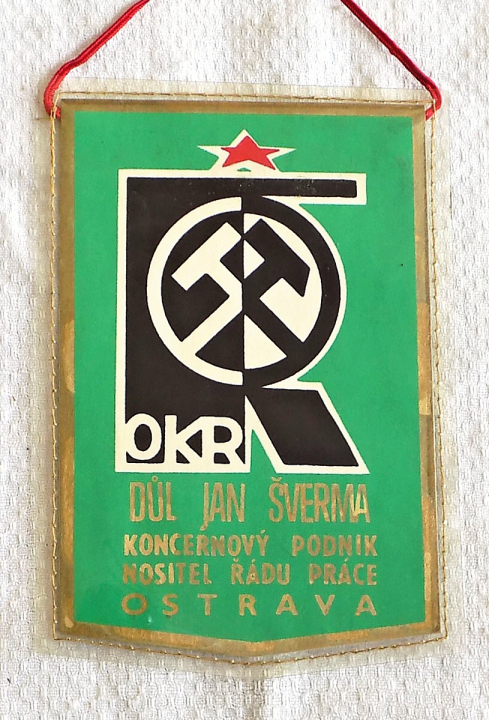 OKR
DŮL JAN ŠVERMA
KONCERNOVÝ PODNIK
NOSITEL ŘÁDU PRÁCE
OSTRAVA